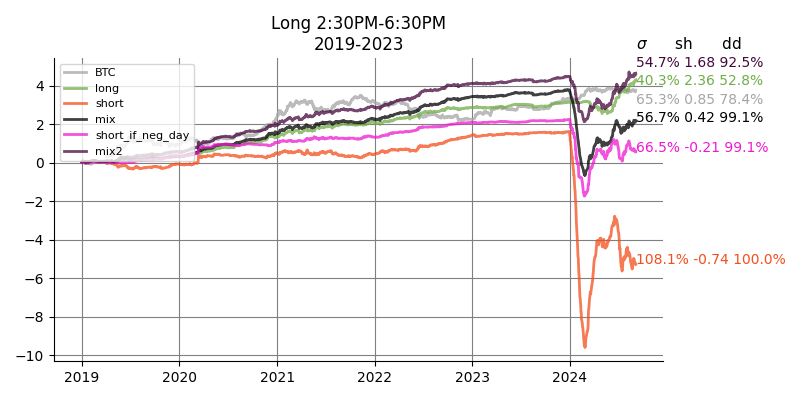 Long 2:30PM-6:30PM
2019-2023
σ sh dd
54.7% 1.68 92.5%
40.3% 2.36 52.8%
65.3% 0.85 78.4%
56.7% 0.42 99.1%
66.5% -0.21 99.1%
108.1% -0.74 100.0%
BTC
long
short
mix
short_if_neg_day
mix2
4
2
0
−2
−4
−6
−8
−10
2019 2020 2021 2022 2023 2024